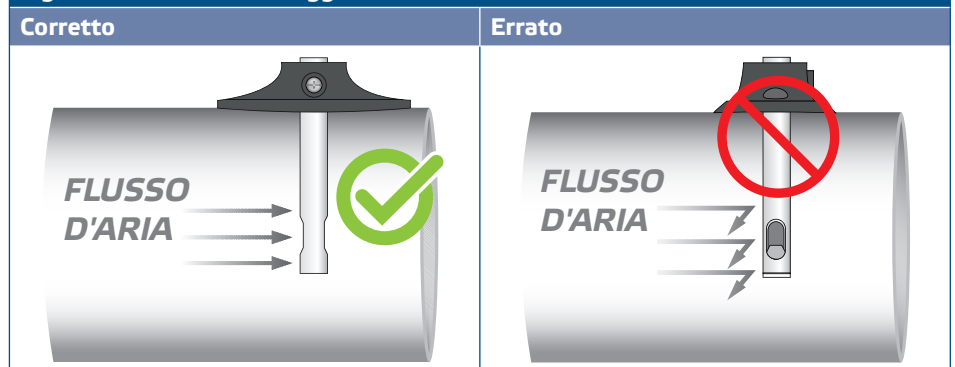 Corretto
Errato
FLUSSO
D'ARIA
FLUSSO
D'ARIA